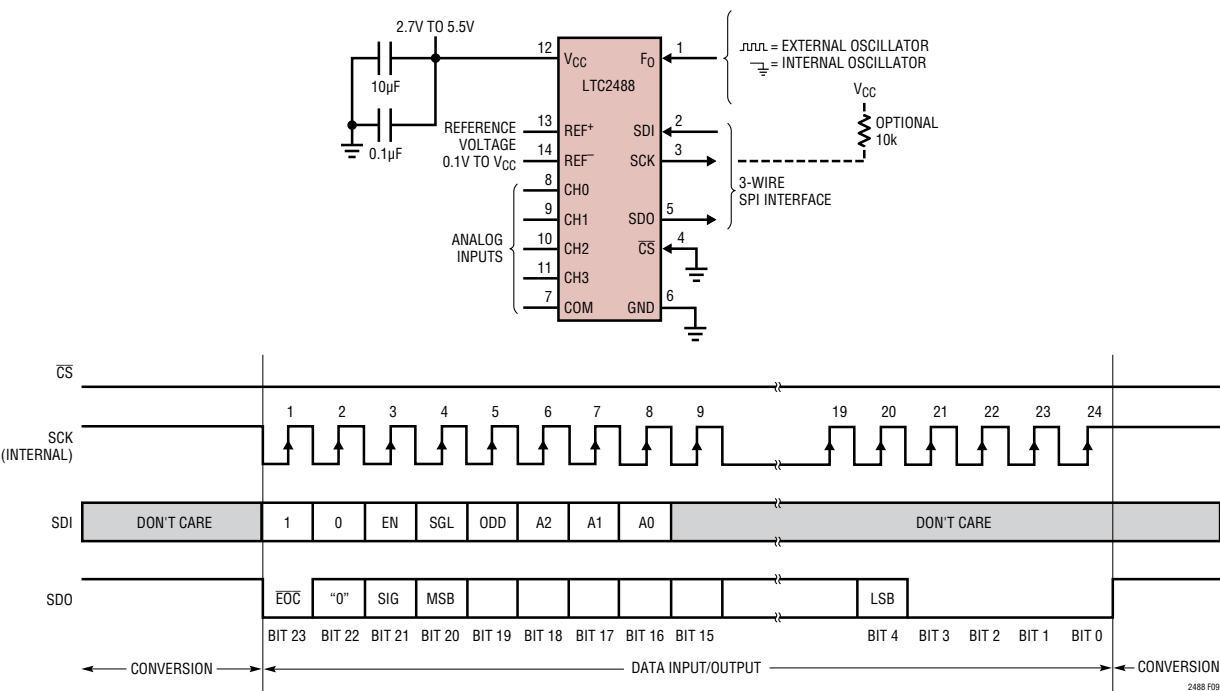 2.7V TO 5.5V
10µF
0.1µF
REFERENCE
VOLTAGE
0.1V TO VCC
ANALOG
INPUTS
12
13
14
8
9
10
11
7
VCC
REF+
REF–
CH0
CH1
CH2
CH3
COM
LTC2488
FO
SDI
SCK
SDO
CS
GND
1
2
3
5
4
6
= EXTERNAL OSCILLATOR
= INTERNAL OSCILLATOR
VCC
OPTIONAL
10k
3-WIRE
SPI INTERFACE
CS
SCK
(INTERNAL)
1 2 3 4 5 6 7 8 9 19 20 21 22 23 24
SDI
DON'T CARE 1 0 EN SGL ODD A2 A1 A0 DON'T CARE
SDO
EOC “0” SIG MSB LSB
BIT 23 BIT 22 BIT 21 BIT 20 BIT 19 BIT 18 BIT 17 BIT 16 BIT 15 BIT 4 BIT 3 BIT 2 BIT 1 BIT 0
CONVERSION DATA INPUT/OUTPUT CONVERSION
2488 F09